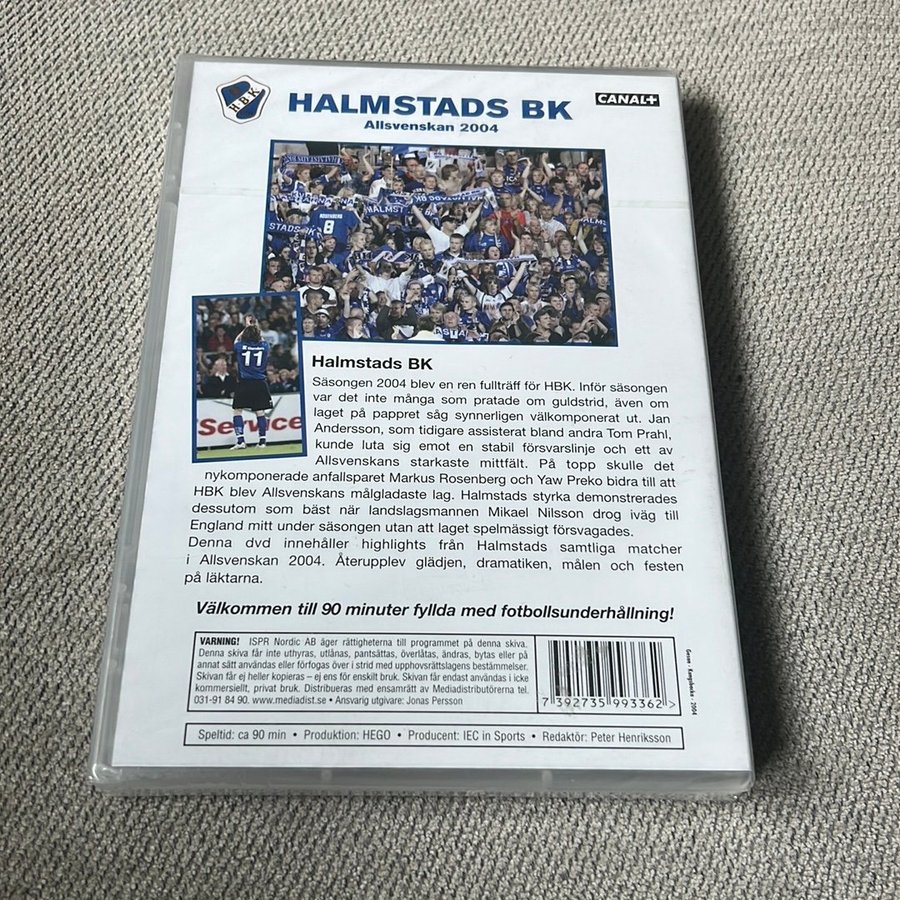 HBK
HALMSTADS BK
CANAL+
Allsvenskan 2004
HALMSTADS BK
ROSENBERG
8
STADS BK
HALMST
11
Service
Halmstads BK
Säsongen 2004 blev en ren fullträff för HBK. Inför säsongen
var det inte många som pratade om guldstrid, även om
laget på pappret såg synnerligen välkomponerat ut. Jan
Andersson, som tidigare assisterat bland andra Tom Prahl,
kunde luta sig emot en stabil försvarslinje och ett av
Allsvenskans starkaste mittfält. På topp skulle det
nykomponerade anfallsparet Markus Rosenberg och Yaw Preko bidra till att
HBK blev Allsvenskans målgladaste lag. Halmstads styrka demonstrerades
dessutom som bäst när landslagsmannen Mikael Nilsson drog iväg till
England mitt under säsongen utan att laget spelmässigt försvagades.
Denna dvd innehåller highlights från Halmstads samtliga matcher
i Allsvenskan 2004. Återupplev glädjen, dramatiken, målen och festen
på läktarna.
Välkommen till 90 minuter fyllda med fotbollsunderhållning!
VARNING! ISPR Nordic AB äger rättigheterna till programmet på denna skiva.
Denna skiva får inte uthyras, utlånas, pantsättas, överlåtas, ändras, bytas eller på
annat sätt användas eller förfogas över i strid med upphovsrättslagens bestämmelser.
Skivan får ej heller kopieras – ej ens för enskilt bruk. Skivan får endast användas i icke
kommersiellt, privat bruk. Distribueras med ensamrätt av Mediadistributörerna tel.
031-91 84 90. www.mediadist.se • Ansvarig utgivare: Jonas Persson
7 392735 993362 >
Speltid: ca 90 min • Produktion: HEGO • Producent: IEC in Sports • Redaktör: Peter Henriksson